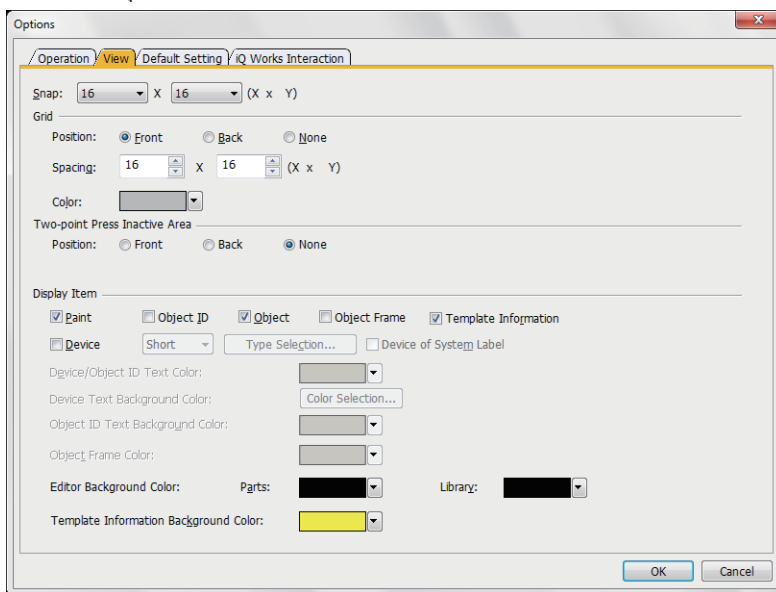 Options
Operation View Default Setting iQ Works Interaction
Snap: 16 X 16 (X x Y)
Grid
Position: Front Back None
Spacing: 16 X 16 (X x Y)
Color:
Two-point Press Inactive Area
Position: Front Back None
Display Item
Paint Object ID Object Object Frame Template Information
Device Short Type Selection... Device of System Label
Device/Object ID Text Color:
Device Text Background Color: Color Selection...
Object ID Text Background Color:
Object Frame Color:
Editor Background Color: Parts: Library:
Template Information Background Color:
OK Cancel